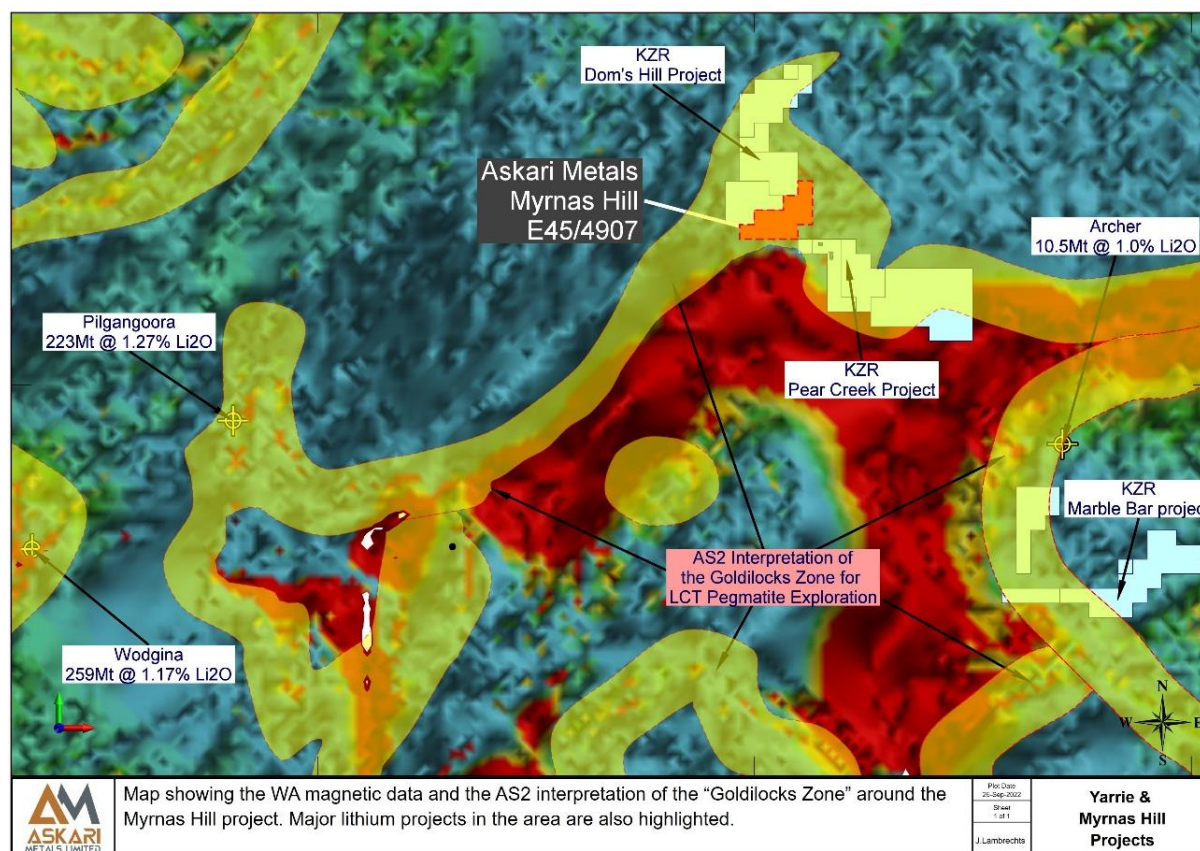 KZR
Dom's Hill Project
Askari Metals
Myrnas Hill
E45/4907
Archer
10.5Mt @ 1.0% Li2O
Pilgangoora
223Mt @ 1.27% Li2O
KZR
Pear Creek Project
KZR
Marble Bar projec
AS2 Interpretation of
the Goldilocks Zone for
LCT Pegmatite Exploration
Wodgina
259Mt @ 1.17% Li2O
N
W
E
S
AM
ASKARI
METALS LIMITED
Map showing the WA magnetic data and the AS2 interpretation of the “Goldilocks Zone” around the
Myrnas Hill project. Major lithium projects in the area are also highlighted.
Plot Date
26-Sep-2022
Sheet
1 of 1
J.Lambrechts
Yarrie &
Myrnas Hill
Projects